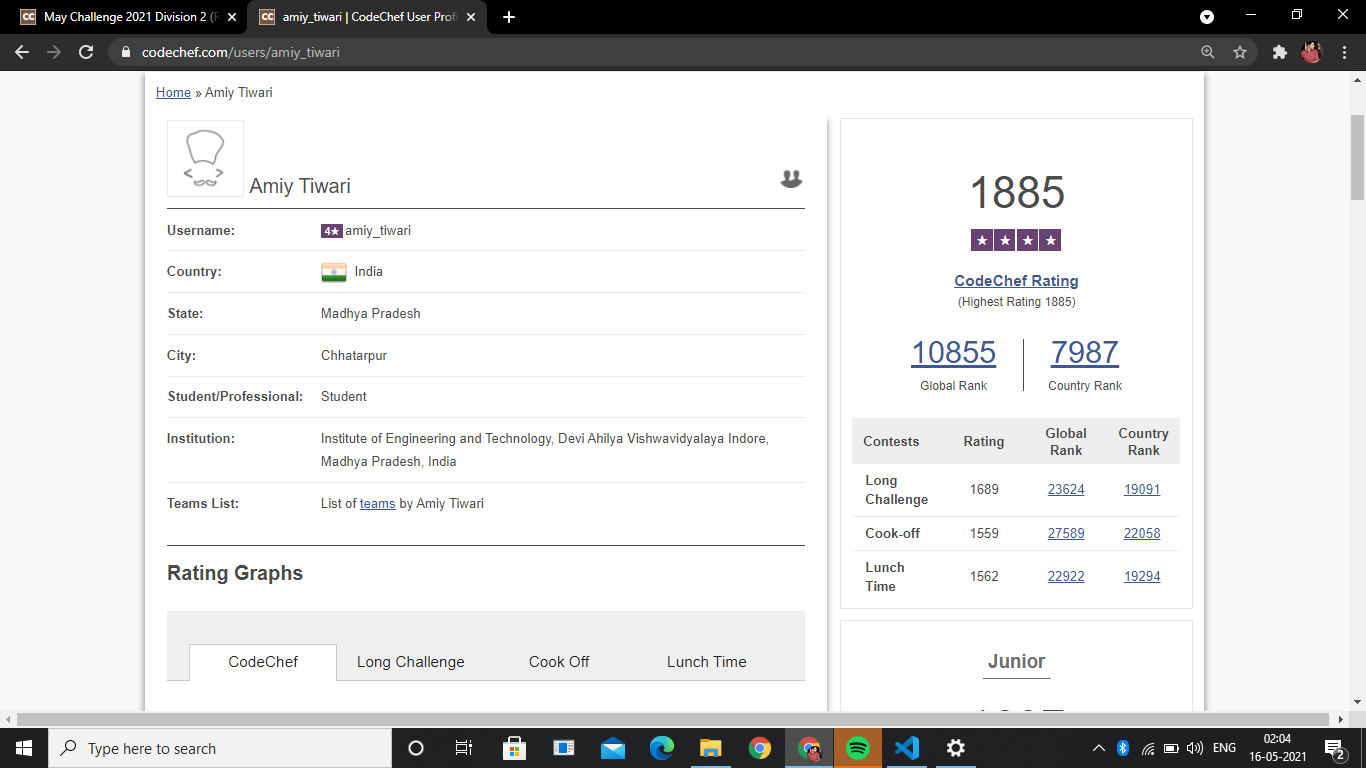 May Challenge 2021 Division 2 (
amiy_tiwari | CodeChef User Prof
codechef.com/users/amiy_tiwari
Home » Amiy Tiwari
Amiy Tiwari
Username: 4★ amiy_tiwari
Country: India
State: Madhya Pradesh
City: Chhatarpur
Student/Professional: Student
Institution: Institute of Engineering and Technology, Devi Ahilya Vishwavidyalaya Indore,
Madhya Pradesh, India
Teams List: List of teams by Amiy Tiwari
Rating Graphs
CodeChef Long Challenge Cook Off Lunch Time
1885
★ ★ ★ ★
CodeChef Rating
(Highest Rating 1885)
10855 7987
Global Rank Country Rank
Contests Rating Global Rank Country Rank
Long Challenge 1689 23624 19091
Cook-off 1559 27589 22058
Lunch Time 1562 22922 19294
Junior
Type here to search
ENG
02:04
16-05-2021
2